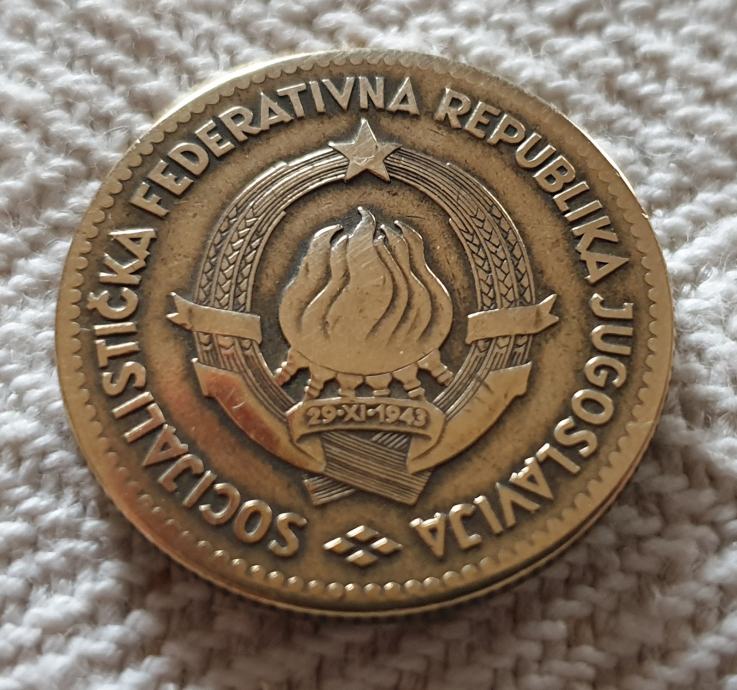 SOCIJALISTIČKA FEDERATIVNA REPUBLIKA JUGOSLAVIJA
29·XI·1943